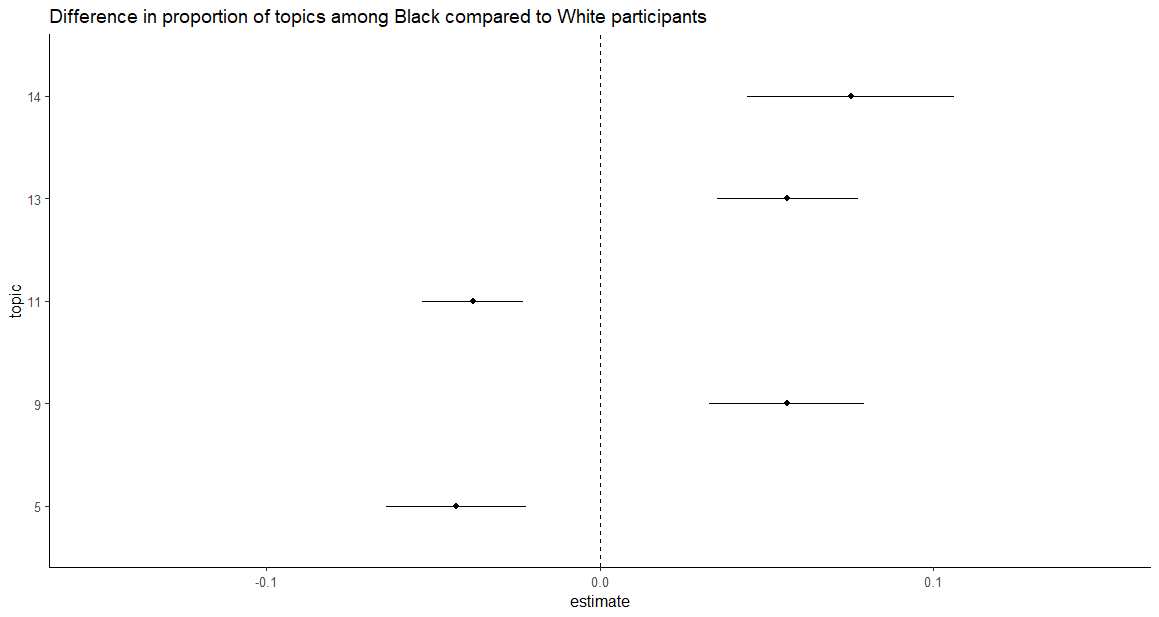 Difference in proportion of topics among Black compared to White participants
14
13
11
9
5
topic
-0.1
0.0
0.1
estimate